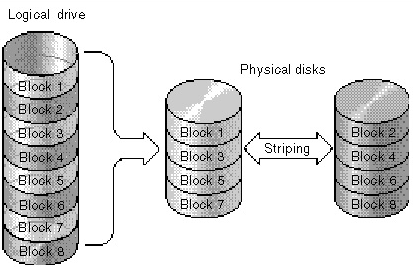 Logical drive
Block 1
Block 2
Block 3
Block 4
Block 5
Block 6
Block 7
Block 8
Physical disks
Block 1
Block 3
Block 5
Block 7
Striping
Block 2
Block 4
Block 6
Block 8